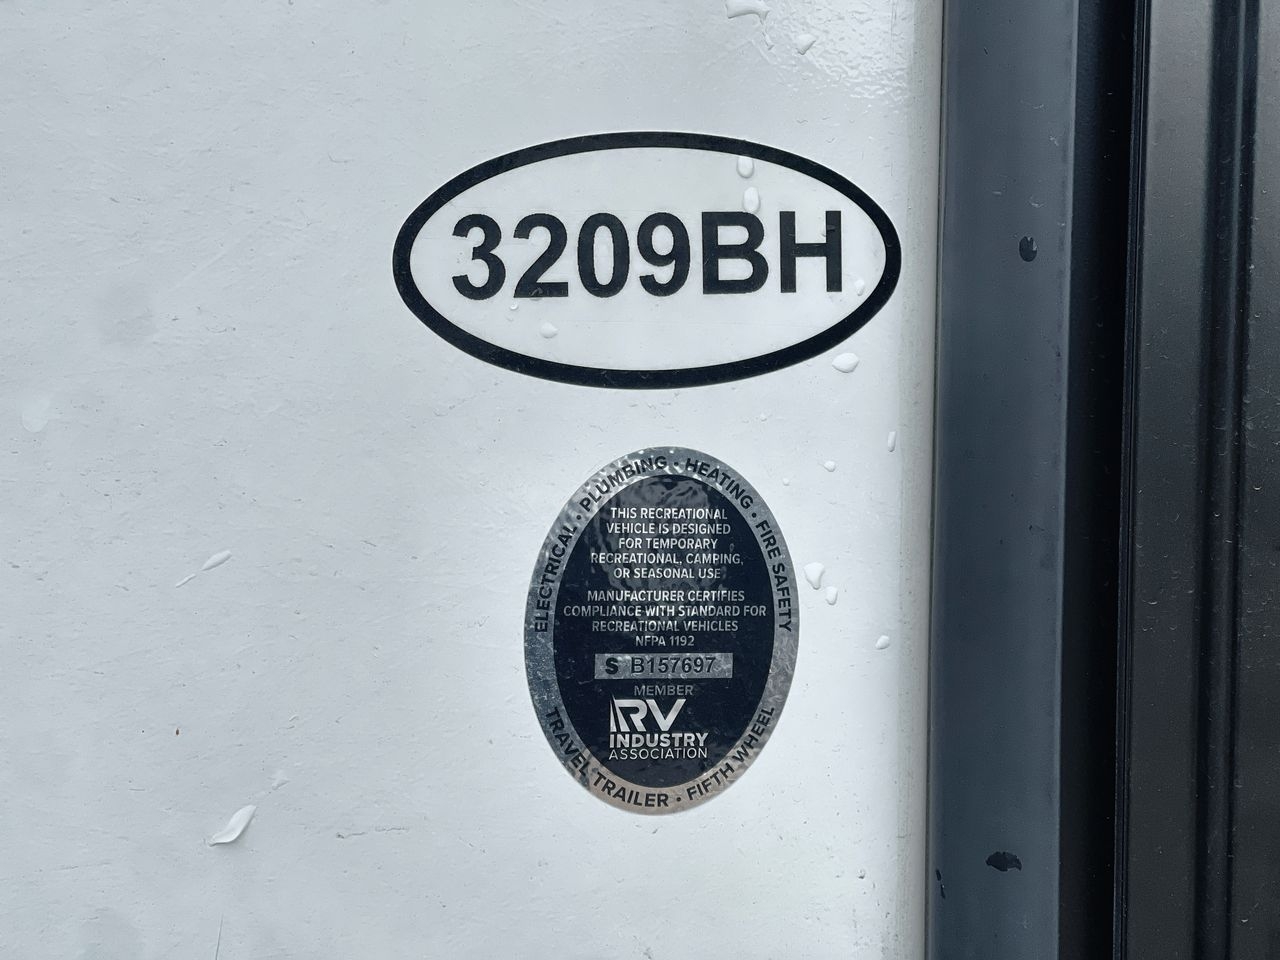 3209BH
ELECTRICAL • PLUMBING • HEATING • FIRE SAFETY
THIS RECREATIONAL
VEHICLE IS DESIGNED
FOR TEMPORARY
RECREATIONAL, CAMPING,
OR SEASONAL USE
MANUFACTURER CERTIFIES
COMPLIANCE WITH STANDARD FOR
RECREATIONAL VEHICLES
NFPA 1192
S B157697
MEMBER
RV
INDUSTRY
ASSOCIATION
TRAVEL TRAILER • FIFTH WHEEL